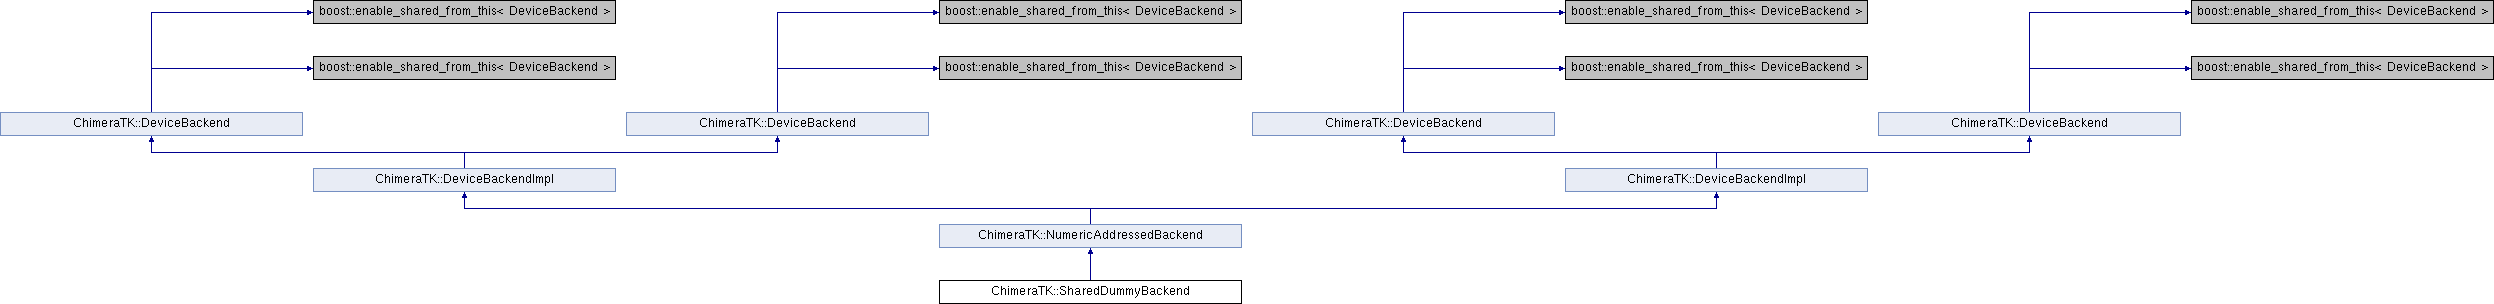 boost::enable_shared_from_this< DeviceBackend >
boost::enable_shared_from_this< DeviceBackend >
boost::enable_shared_from_this< DeviceBackend >
boost::enable_shared_from_this< DeviceBackend >
boost::enable_shared_from_this< DeviceBackend >
boost::enable_shared_from_this< DeviceBackend >
boost::enable_shared_from_this< DeviceBackend >
boost::enable_shared_from_this< DeviceBackend >
ChimeraTK::DeviceBackend
ChimeraTK::DeviceBackend
ChimeraTK::DeviceBackend
ChimeraTK::DeviceBackend
ChimeraTK::DeviceBackendImpl
ChimeraTK::DeviceBackendImpl
ChimeraTK::NumericAddressedBackend
ChimeraTK::SharedDummyBackend